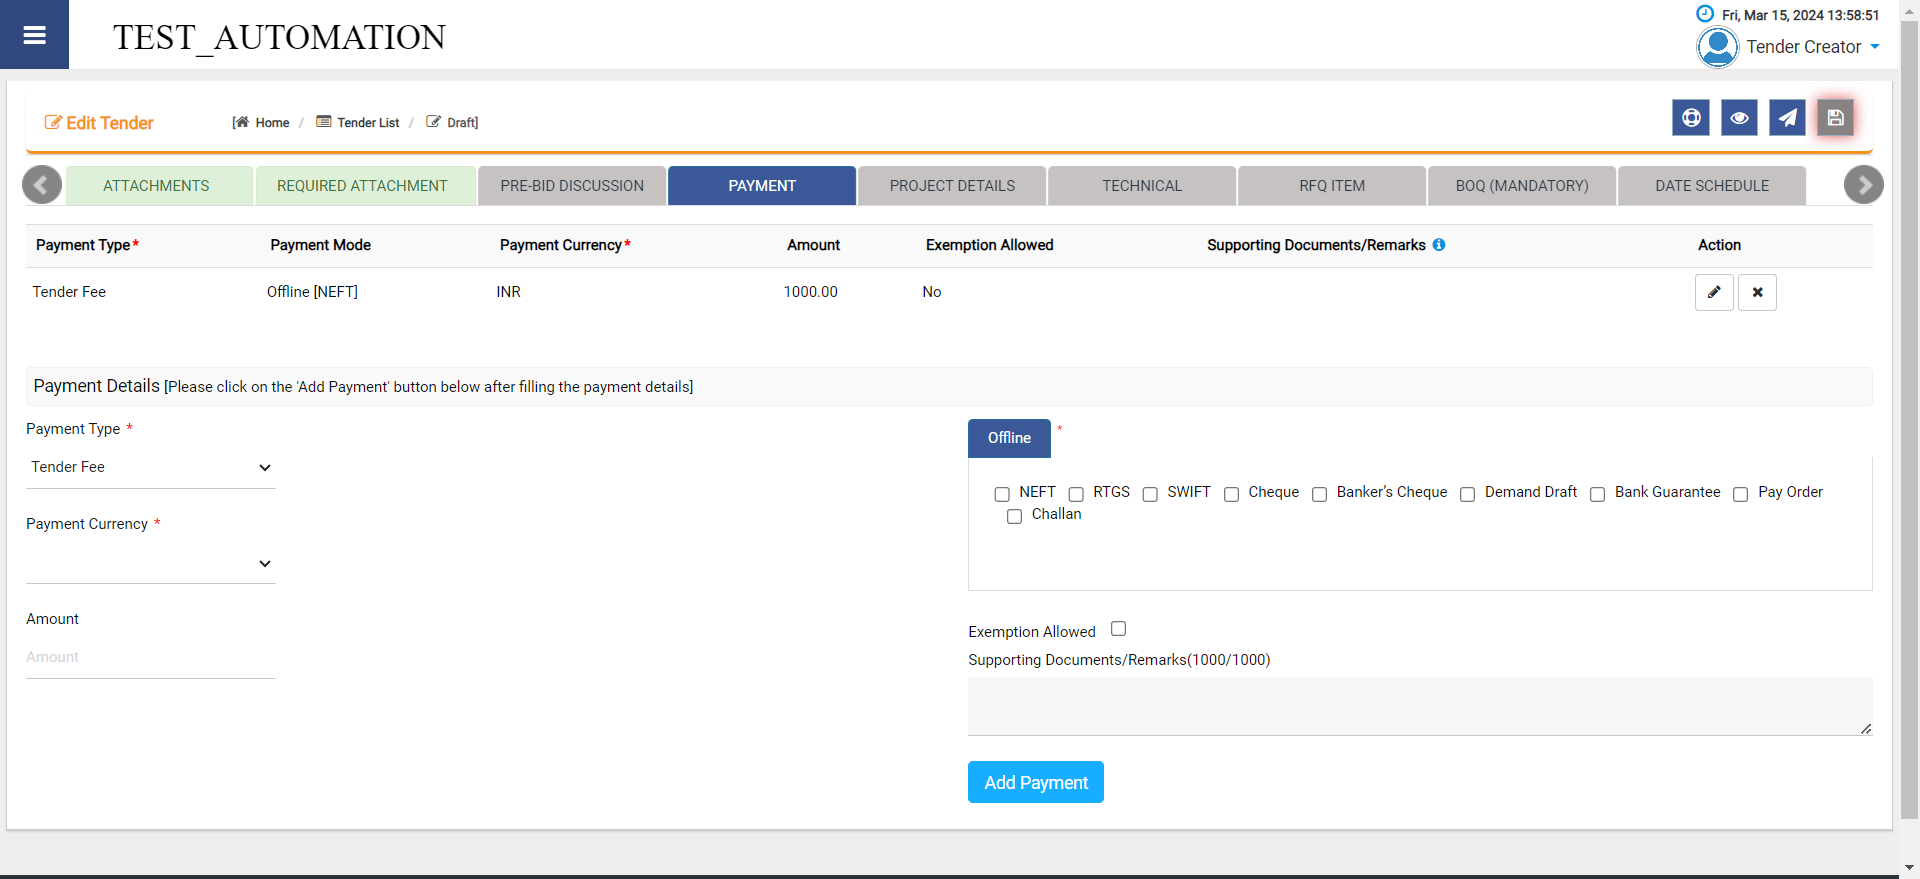 TEST_AUTOMATION
Fri, Mar 15, 2024 13:58:51
Tender Creator
Edit Tender
[Home / Tender List / Draft]
ATTACHMENTS REQUIRED ATTACHMENT PRE-BID DISCUSSION PAYMENT PROJECT DETAILS TECHNICAL RFQ ITEM BOQ (MANDATORY) DATE SCHEDULE
Payment Type* Payment Mode Payment Currency* Amount Exemption Allowed Supporting Documents/Remarks Action
Tender Fee Offline [NEFT] INR 1000.00 No
Payment Details [Please click on the 'Add Payment' button below after filling the payment details]
Payment Type *
Tender Fee
Payment Currency *
Amount
Amount
Offline *
NEFT RTGS SWIFT Cheque Banker's Cheque Demand Draft Bank Guarantee Pay Order
Challan
Exemption Allowed
Supporting Documents/Remarks(1000/1000)
Add Payment